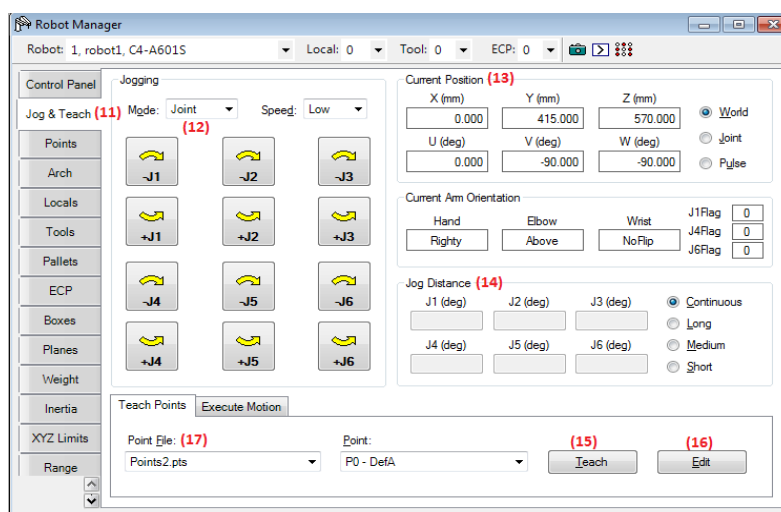 Robot Manager
Robot: 1, robot1, C4-A601S Local: 0 Tool: 0 ECP: 0
Control Panel
Jog & Teach (11)
Points
Arch
Locals
Tools
Pallets
ECP
Boxes
Planes
Weight
Inertia
XYZ Limits
Range
Jogging
Mode: Joint Speed: Low
(12)
-J1 -J2 -J3
+J1 +J2 +J3
-J4 -J5 -J6
+J4 +J5 +J6
Current Position (13)
X (mm) Y (mm) Z (mm)
0.000 415.000 570.000
U (deg) V (deg) W (deg)
0.000 -90.000 -90.000
World
Joint
Pulse
Current Arm Orientation
Hand Elbow Wrist
Righty Above NoFlip
J1Flag 0
J4Flag 0
J6Flag 0
Jog Distance (14)
J1 (deg) J2 (deg) J3 (deg)
J4 (deg) J5 (deg) J6 (deg)
Continuous
Long
Medium
Short
Teach Points Execute Motion
Point File: (17) Point: (15) (16)
Points2.pts P0 - DefA Teach Edit